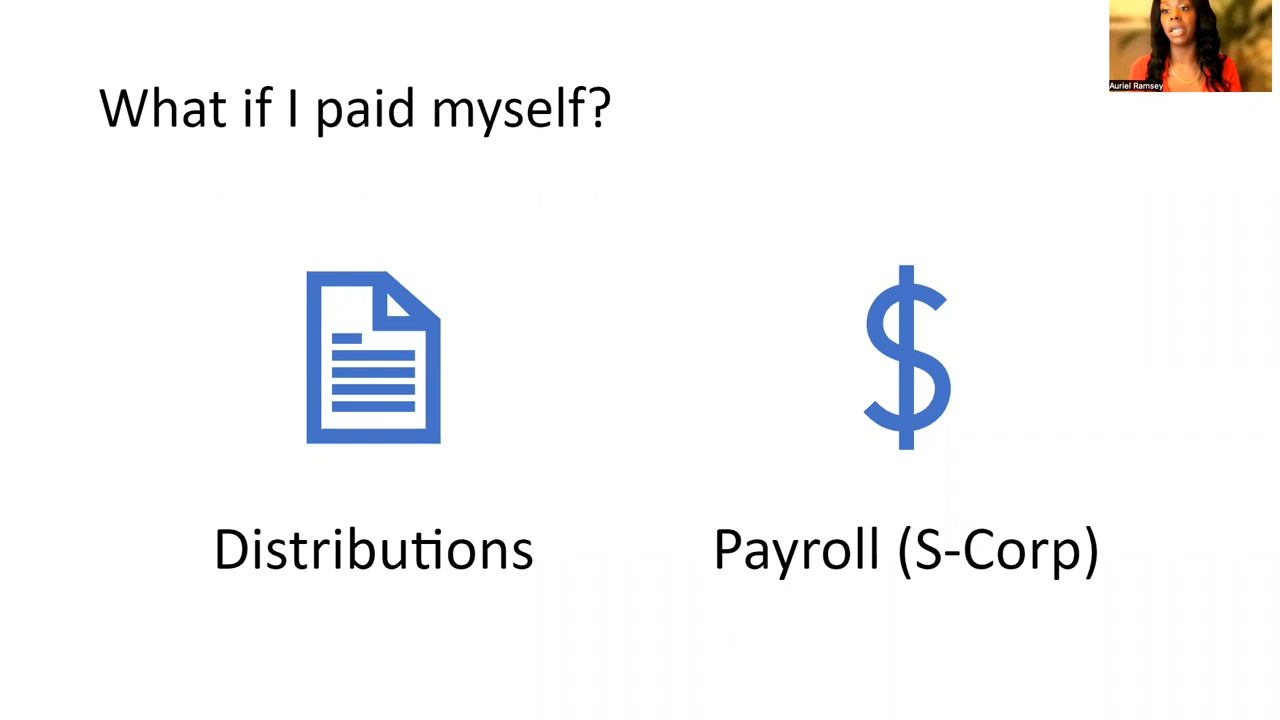 Auriel Ramsey
What if I paid myself?
Distributions
Payroll (S-Corp)